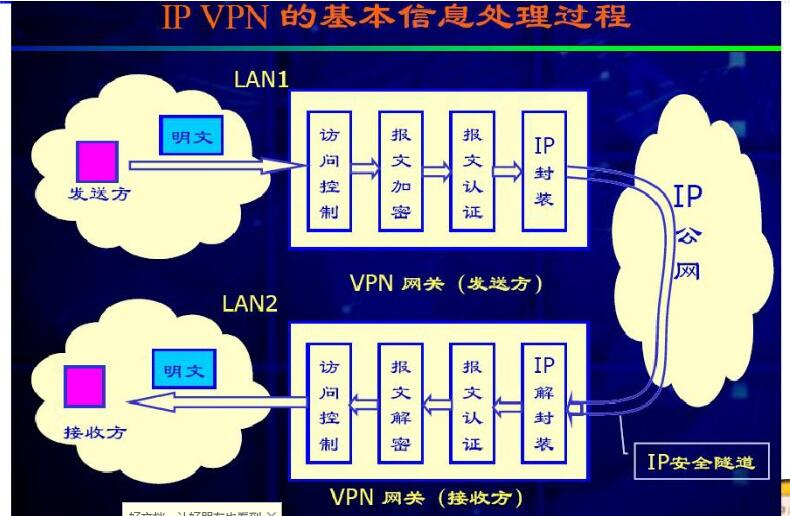 IP VPN 的基本信息处理过程
LAN1
明文
发送方
访问控制
报文加密
报文认证
IP封装
IP公网
VPN 网关（发送方）
LAN2
明文
接收方
访问控制
报文解密
报文认证
IP解封装
IP安全隧道
VPN 网关（接收方）